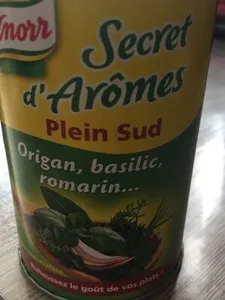 Knorr
Secret
d'Arômes
Plein Sud
Origan, basilic,
romarin...
Rehaussez le goût de vos plats !